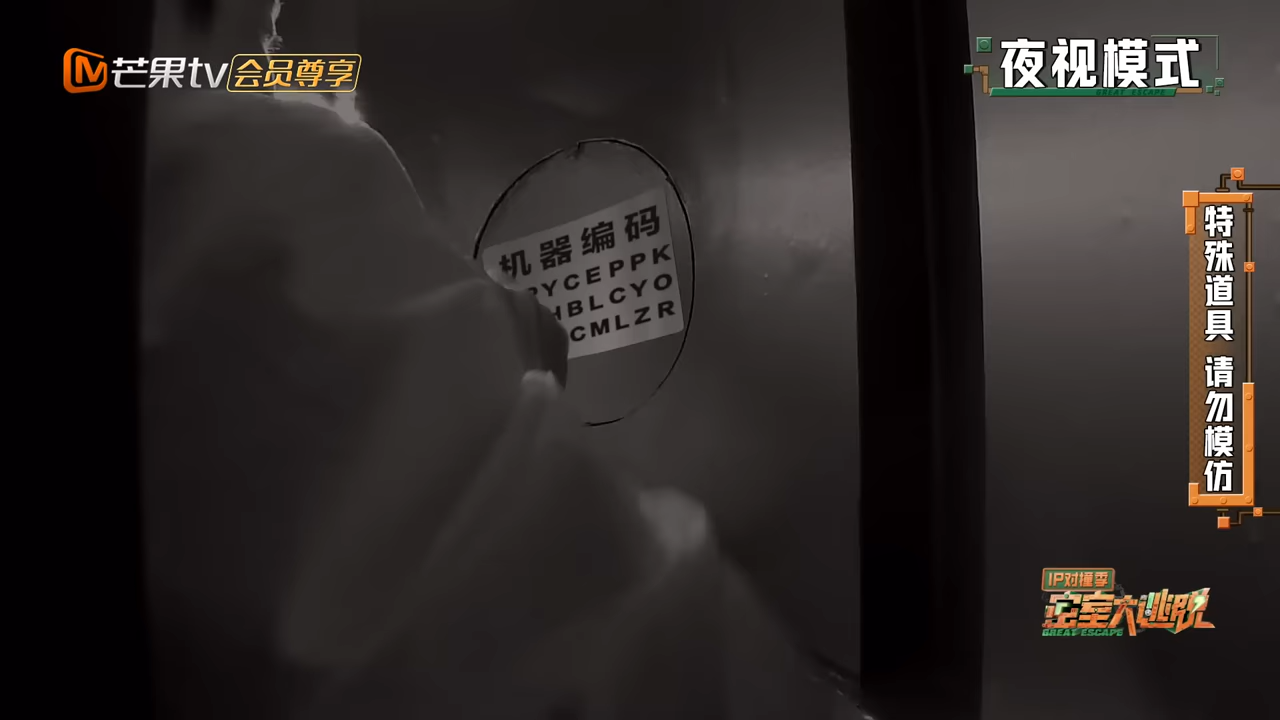 芒果tv会员尊享
夜视模式
GREAT ESCAPE
机器编码
YCEPPK
HBLCYO
CMLZR
特殊道具 请勿模仿
IP对撞季
密室大逃脱
GREAT ESCAPE